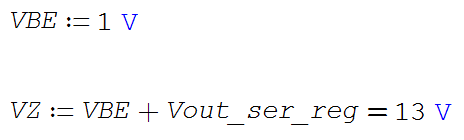 VBE := 1 V
VZ := VBE + Vout_ser_reg = 13 V